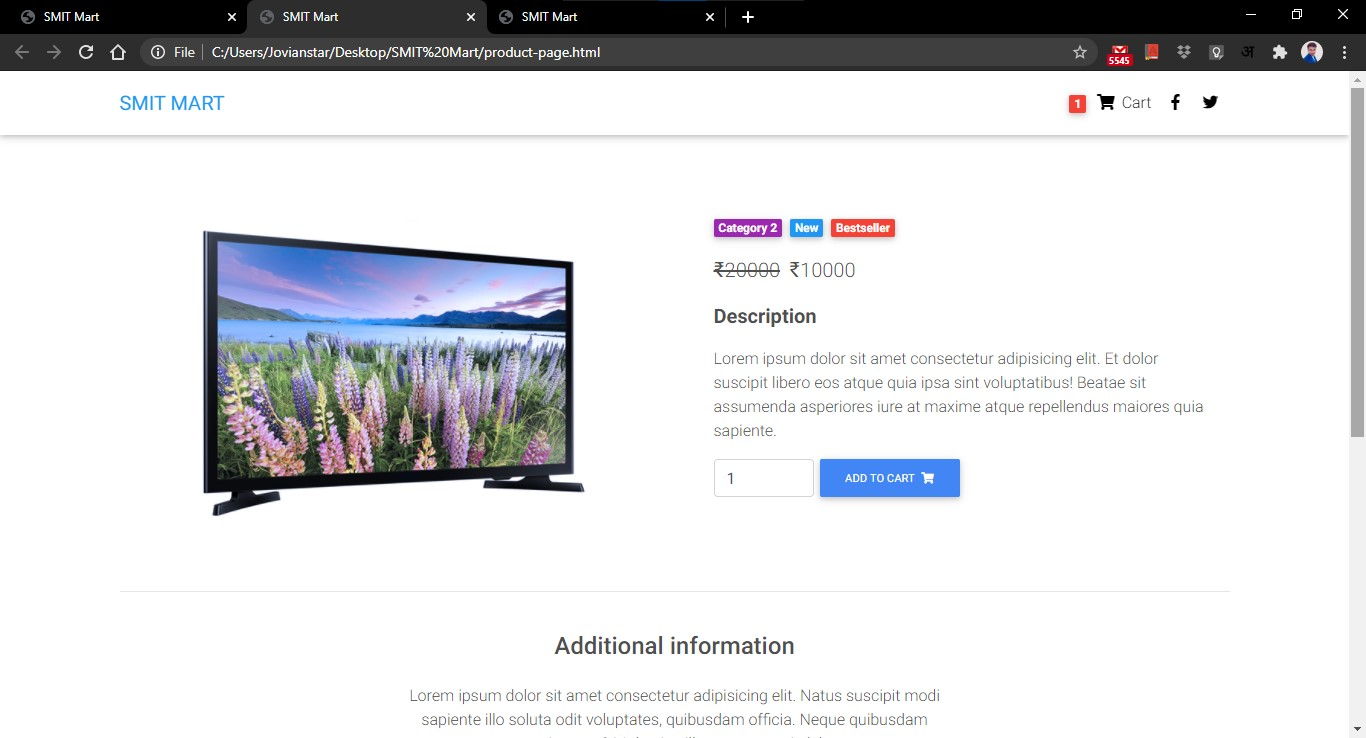 SMIT Mart
SMIT Mart
SMIT Mart
File
C:/Users/Jovianstar/Desktop/SMIT%20Mart/product-page.html
5545
अ
SMIT MART
1
Cart
Category 2 New Bestseller
₹20000 ₹10000
Description
Lorem ipsum dolor sit amet consectetur adipisicing elit. Et dolor
suscipit libero eos atque quia ipsa sint voluptatibus! Beatae sit
assumenda asperiores iure at maxime atque repellendus maiores quia
sapiente.
1
ADD TO CART
Additional information
Lorem ipsum dolor sit amet consectetur adipisicing elit. Natus suscipit modi
sapiente illo soluta odit voluptates, quibusdam officia. Neque quibusdam